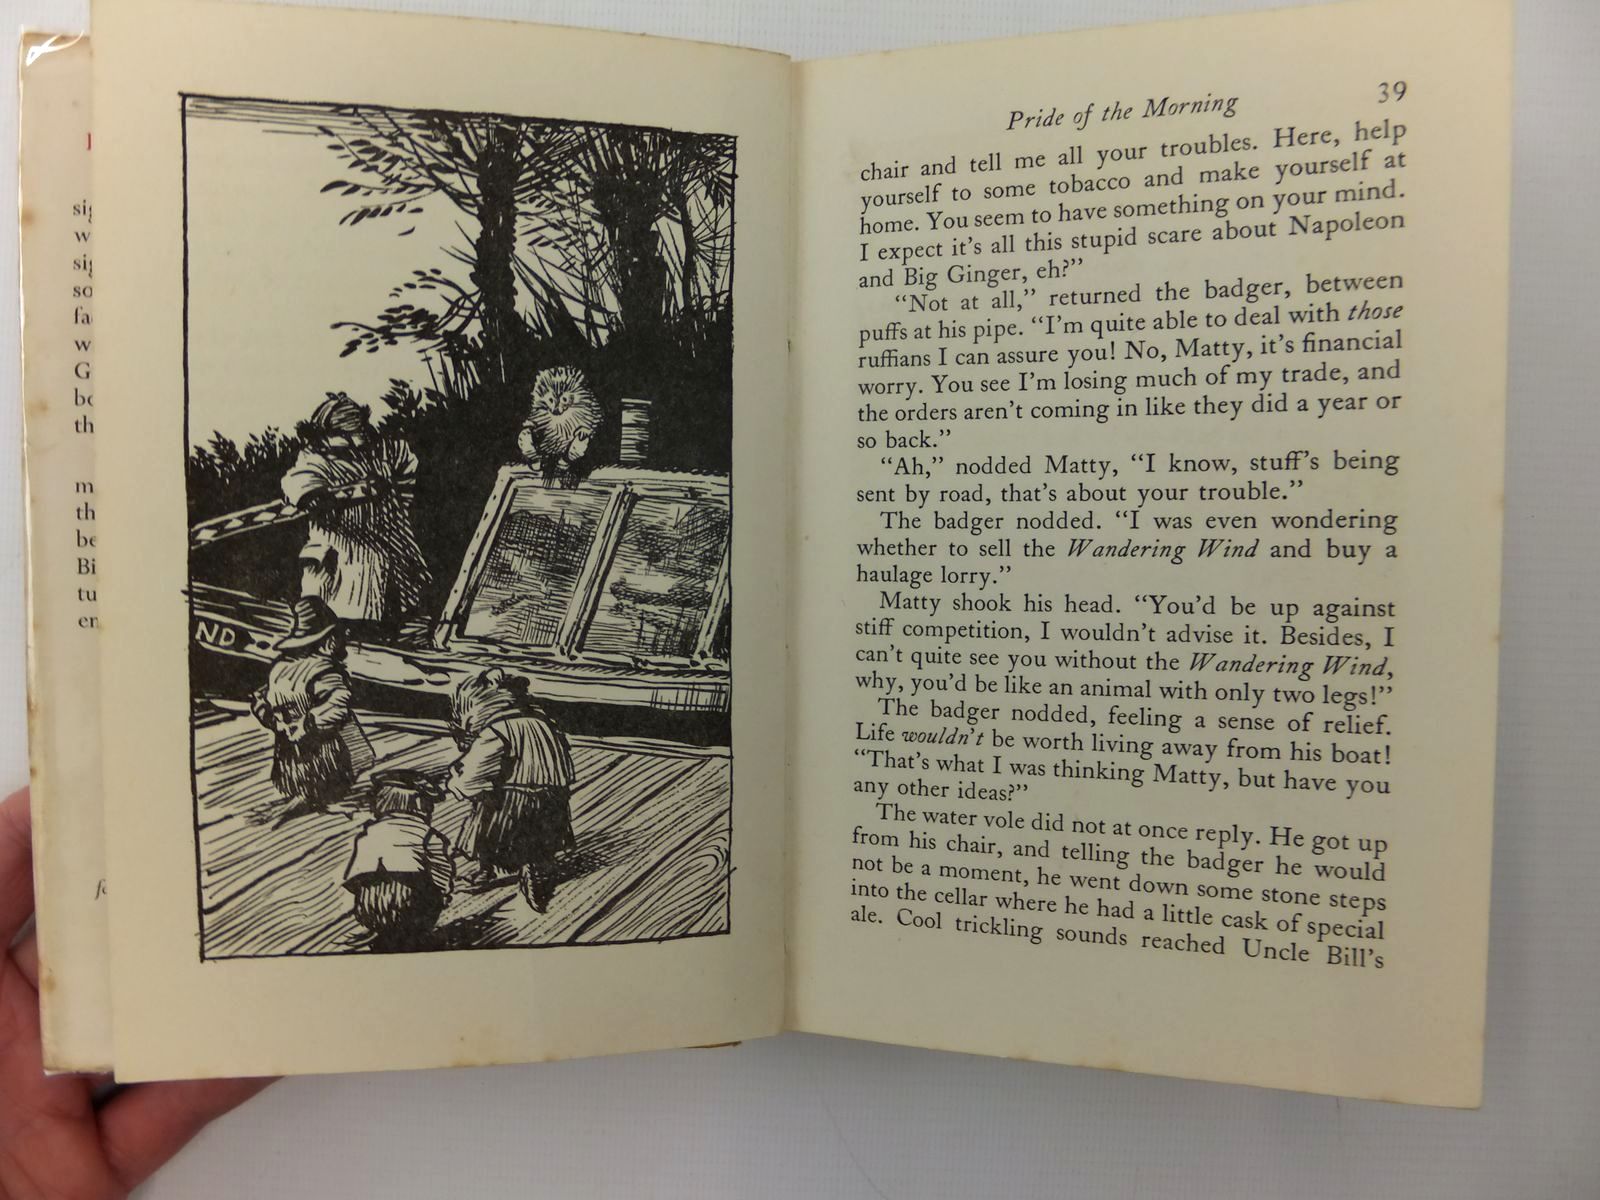 ND
39
Pride of the Morning
chair and tell me all your troubles. Here, help
yourself to some tobacco and make yourself at
home. You seem to have something on your mind.
I expect it's all this stupid scare about Napoleon
and Big Ginger, eh?”
“Not at all,” returned the badger, between
puffs at his pipe. “I'm quite able to deal with those
ruffians I can assure you! No, Matty, it's financial
worry. You see I'm losing much of my trade, and
the orders aren't coming in like they did a year or
so back.”
“Ah,” nodded Matty, “I know, stuff's being
sent by road, that's about your trouble.”
The badger nodded. “I was even wondering
whether to sell the Wandering Wind and buy a
haulage lorry.”
Matty shook his head. “You'd be up against
stiff competition, I wouldn't advise it. Besides, I
can't quite see you without the Wandering Wind,
why, you'd be like an animal with only two legs!”
The badger nodded, feeling a sense of relief.
Life wouldn't be worth living away from his boat!
“That's what I was thinking Matty, but have you
any other ideas?”
The water vole did not at once reply. He got up
from his chair, and telling the badger he would
not be a moment, he went down some stone steps
into the cellar where he had a little cask of special
ale. Cool trickling sounds reached Uncle Bill's